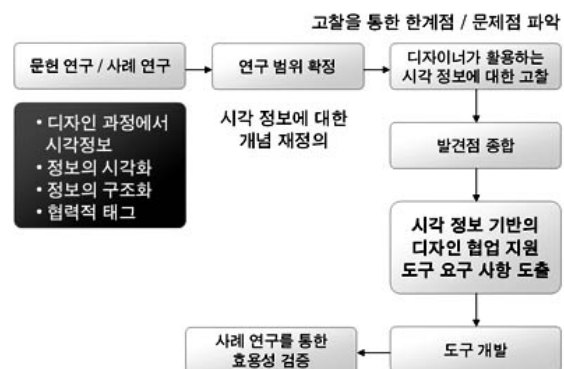 고찰을 통한 한계점 / 문제점 파악
문헌 연구 / 사례 연구
연구 범위 확정
디자이너가 활용하는
시각 정보에 대한 고찰
• 디자인 과정에서
시각정보
• 정보의 시각화
• 정보의 구조화
• 협력적 태그
시각 정보에 대한
개념 재정의
발견점 종합
시각 정보 기반의
디자인 협업 지원
도구 요구 사항 도출
사례 연구를 통한
효용성 검증
도구 개발